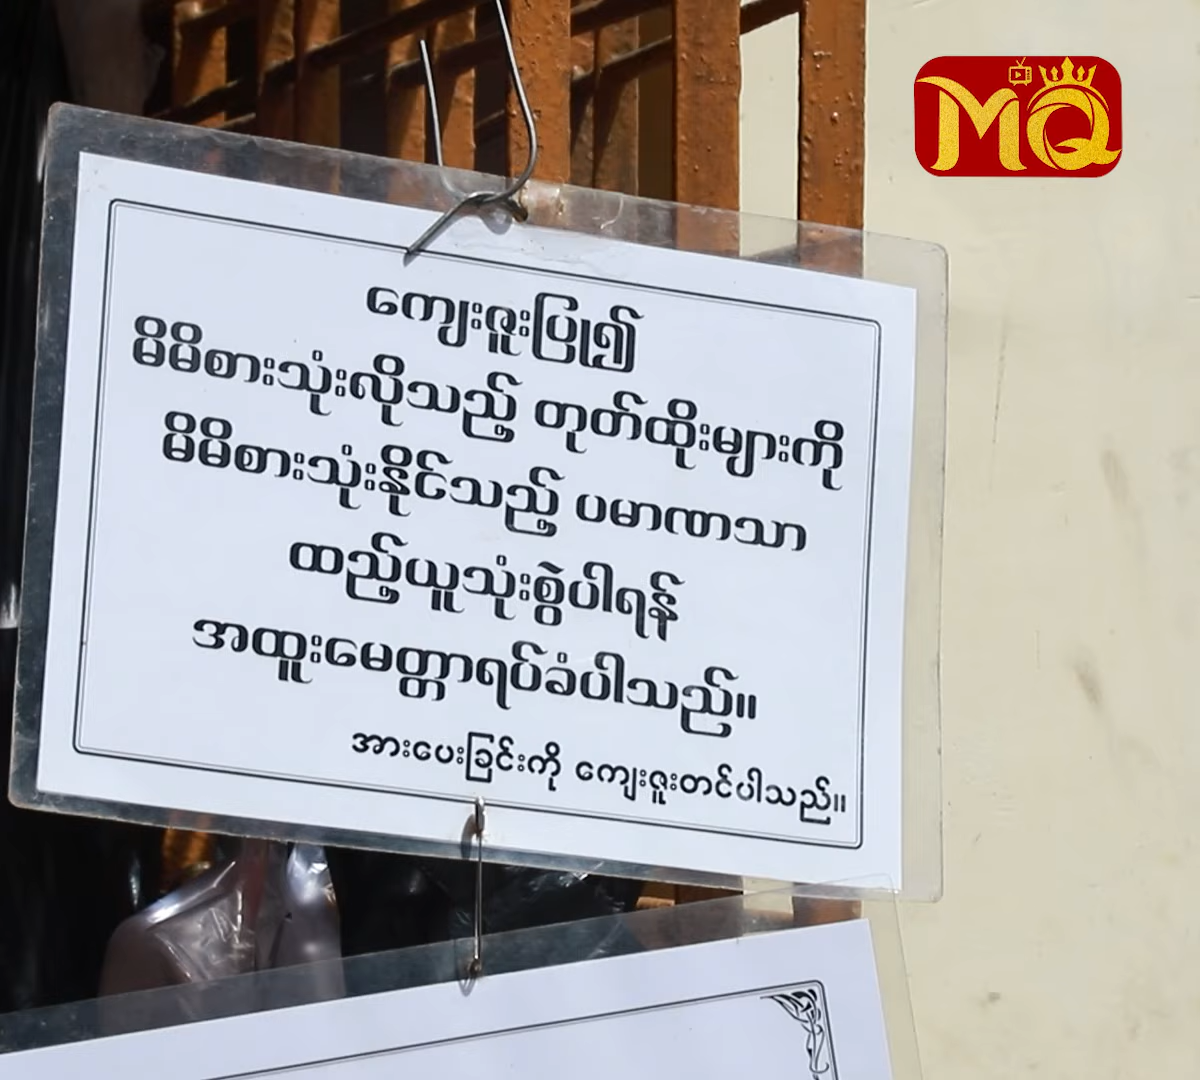 MQ
ကျေးဇူးပြု၍
မိမိစားသုံးလိုသည့် တုတ်ထိုးများကို
မိမိစားသုံးနိုင်သည့် ပမာဏသာ
ထည့်ယူသုံးစွဲပါရန်
အထူးမေတ္တာရပ်ခံပါသည်။
အားပေးခြင်းကို ကျေးဇူးတင်ပါသည်။